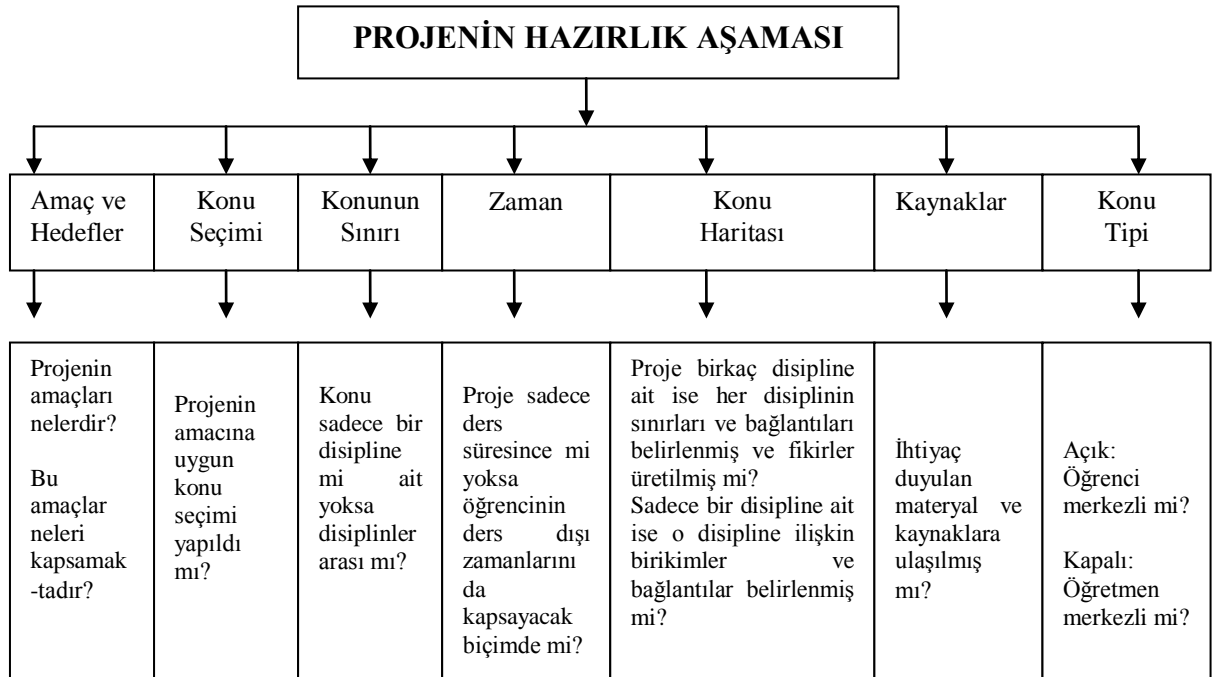 PROJENİN HAZIRLIK AŞAMASI
Amaç ve
Hedefler
Konu
Seçimi
Konunun
Sınırı
Zaman
Konu
Haritası
Kaynaklar
Konu
Tipi
Projenin
amaçları
nelerdir?
Bu
amaçlar
neleri
kapsamak
-tadır?
Projenin
amacına
uygun
konu
seçimi
yapıldı
mı?
Konu
sadece bir
disipline
mi ait
yoksa
disiplinler
arası mı?
Proje sadece
ders
süresince mi
yoksa
öğrencinin
ders dışı
zamanlarını
da
kapsayacak
biçimde mi?
Proje birkaç disipline
ait ise her disiplinin
sınırları ve bağlantıları
belirlenmiş ve fikirler
üretilmiş mi?
Sadece bir disipline ait
ise o disipline ilişkin
birikimler ve
bağlantılar belirlenmiş
mi?
İhtiyaç
duyulan
materyal ve
kaynaklara
ulaşılmış
mı?
Açık:
Öğrenci
merkezli mi?
Kapalı:
Öğretmen
merkezli mi?